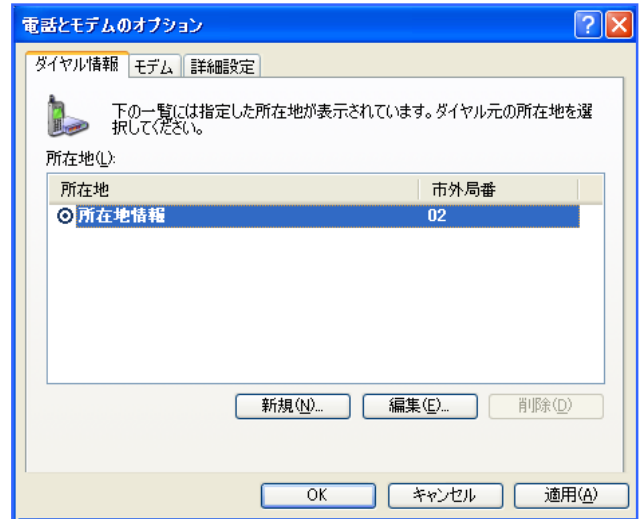 電話とモデムのオプション
ダイヤル情報 モデム 詳細設定
下の一覧には指定した所在地が表示されています。ダイヤル元の所在地を選
択してください。
所在地(L):
所在地 市外局番
所在地情報 02
新規(N)... 編集(E)... 削除(D)
OK キャンセル 適用(A)